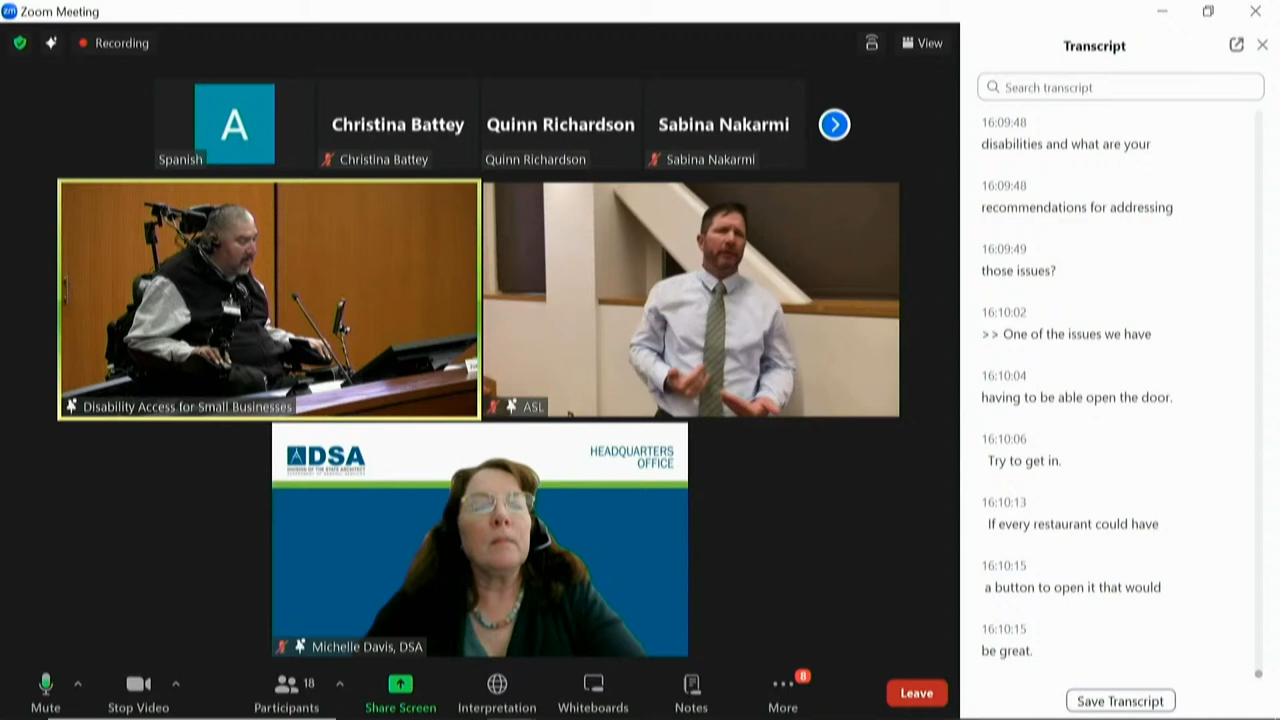 zm Zoom Meeting
Recording
View
A
Spanish
Christina Battey
Christina Battey
Quinn Richardson
Quinn Richardson
Sabina Nakarmi
Sabina Nakarmi
Disability Access for Small Businesses
ASL
DSA
DIVISION OF THE STATE ARCHITECT
HEADQUARTERS
OFFICE
Michelle Davis, DSA
Mute
Stop Video
18
Participants
Share Screen
Interpretation
Whiteboards
Notes
8
More
Leave
Transcript
Search transcript
16:09:48
disabilities and what are your
16:09:48
recommendations for addressing
16:09:49
those issues?
16:10:02
>> One of the issues we have
16:10:04
having to be able open the door.
16:10:06
Try to get in.
16:10:13
If every restaurant could have
16:10:15
a button to open it that would
16:10:15
be great.
Save Transcript